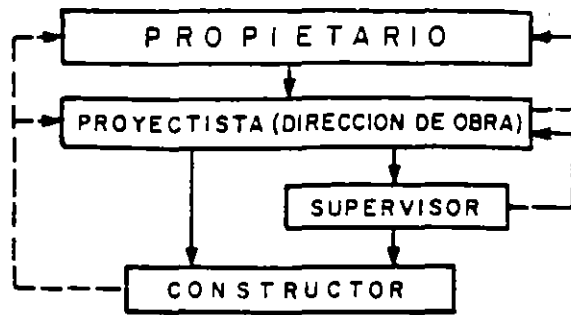 PROPIETARIO
PROYECTISTA (DIRECCION DE OBRA)
SUPERVISOR
CONSTRUCTOR